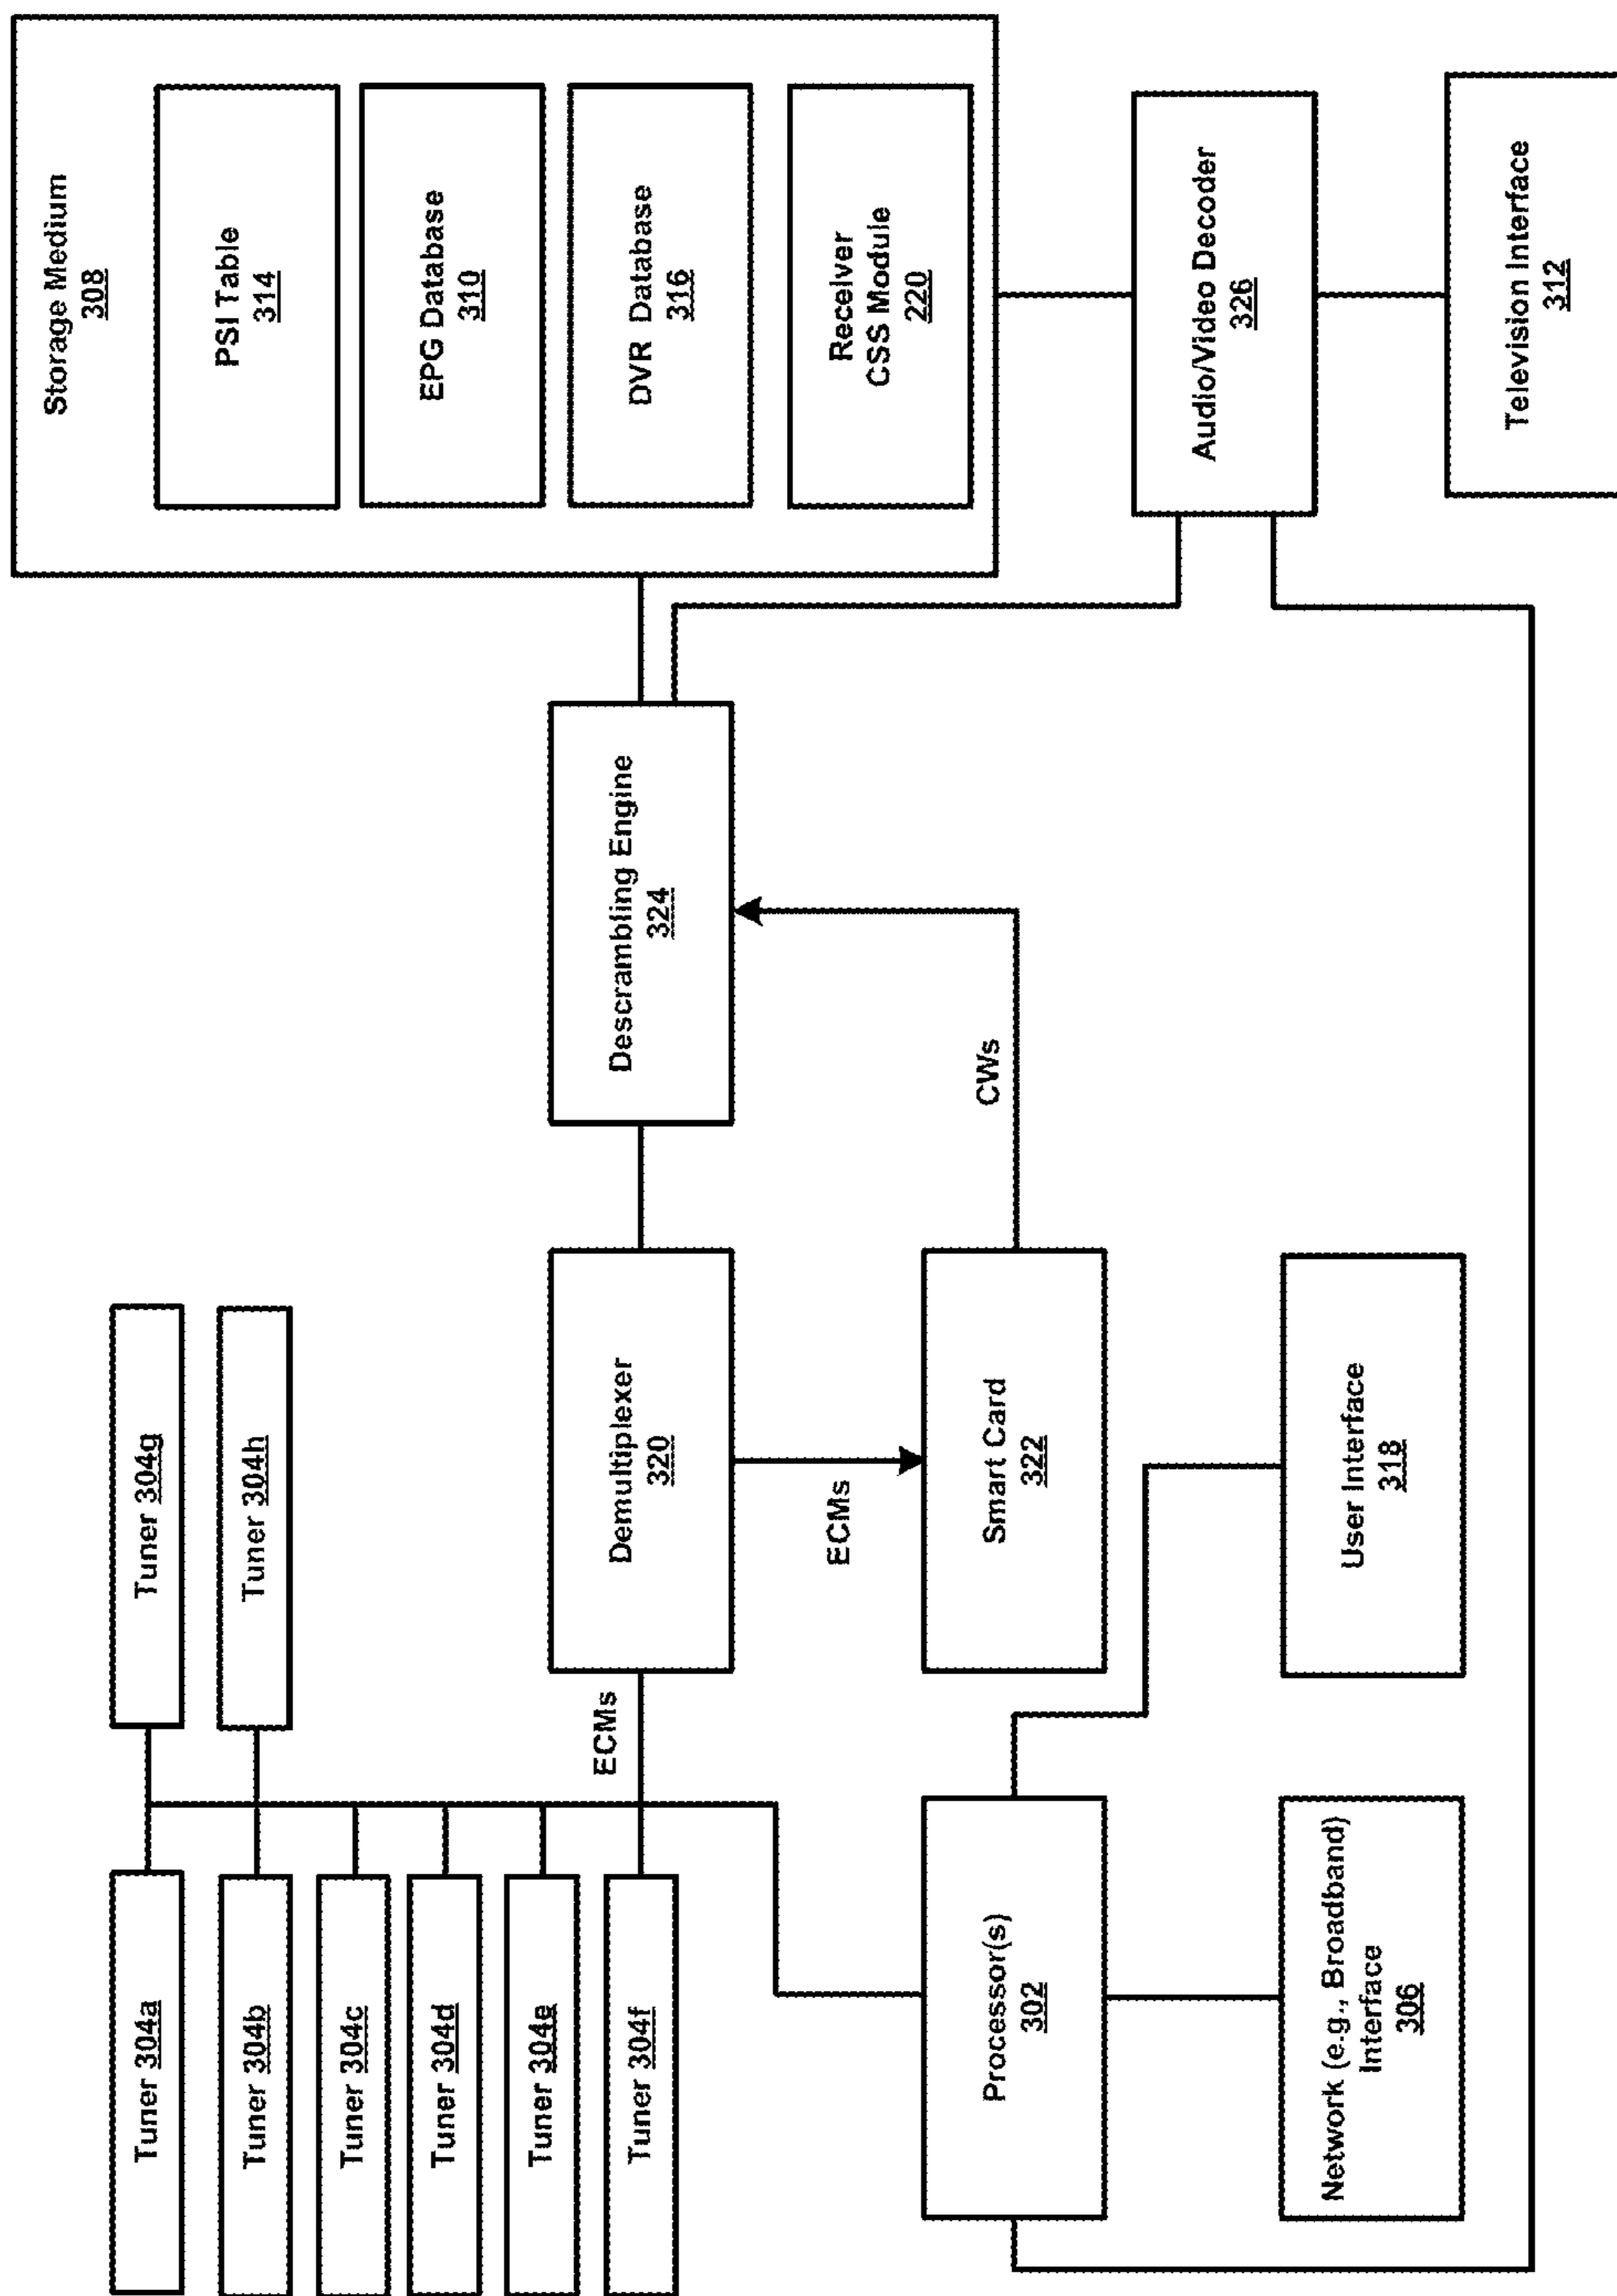 Tuner 304a
Tuner 304b
Tuner 304c
Tuner 304d
Tuner 304e
Tuner 304f
Tuner 304g
Tuner 304h
ECMs
Demultiplexer
320
Descrambling Engine
324
Storage Medium
308
PSI Table
314
EPG Database
310
DVR Database
316
Receiver
CSS Module
220
ECMs
CWs
Processor(s)
302
Smart Card
322
Audio/Video Decoder
326
Network (e.g., Broadband)
Interface
306
User Interface
318
Television Interface
312